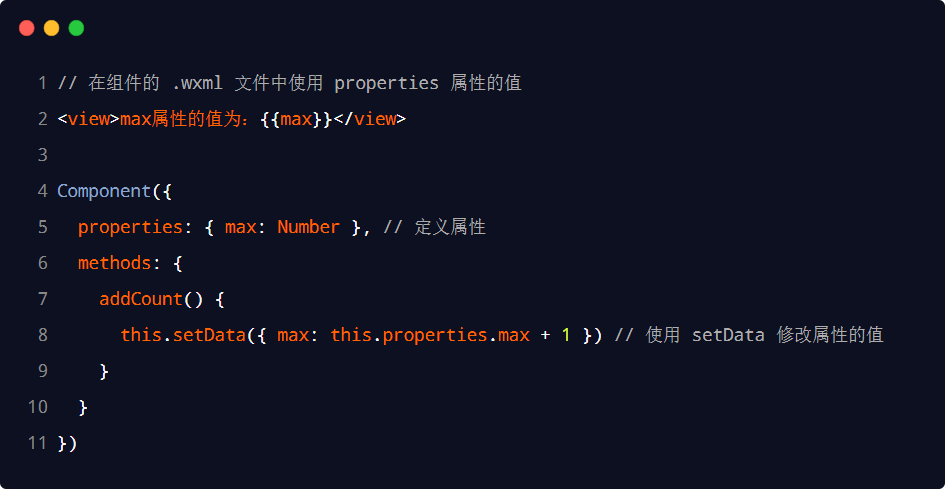 1 // 在组件的 .wxml 文件中使用 properties 属性的值
2 <view>max属性的值为：{{max}}</view>
3
4 Component({
5   properties: { max: Number }, // 定义属性
6   methods: {
7     addCount() {
8       this.setData({ max: this.properties.max + 1 }) // 使用 setData 修改属性的值
9     }
10   }
11 })